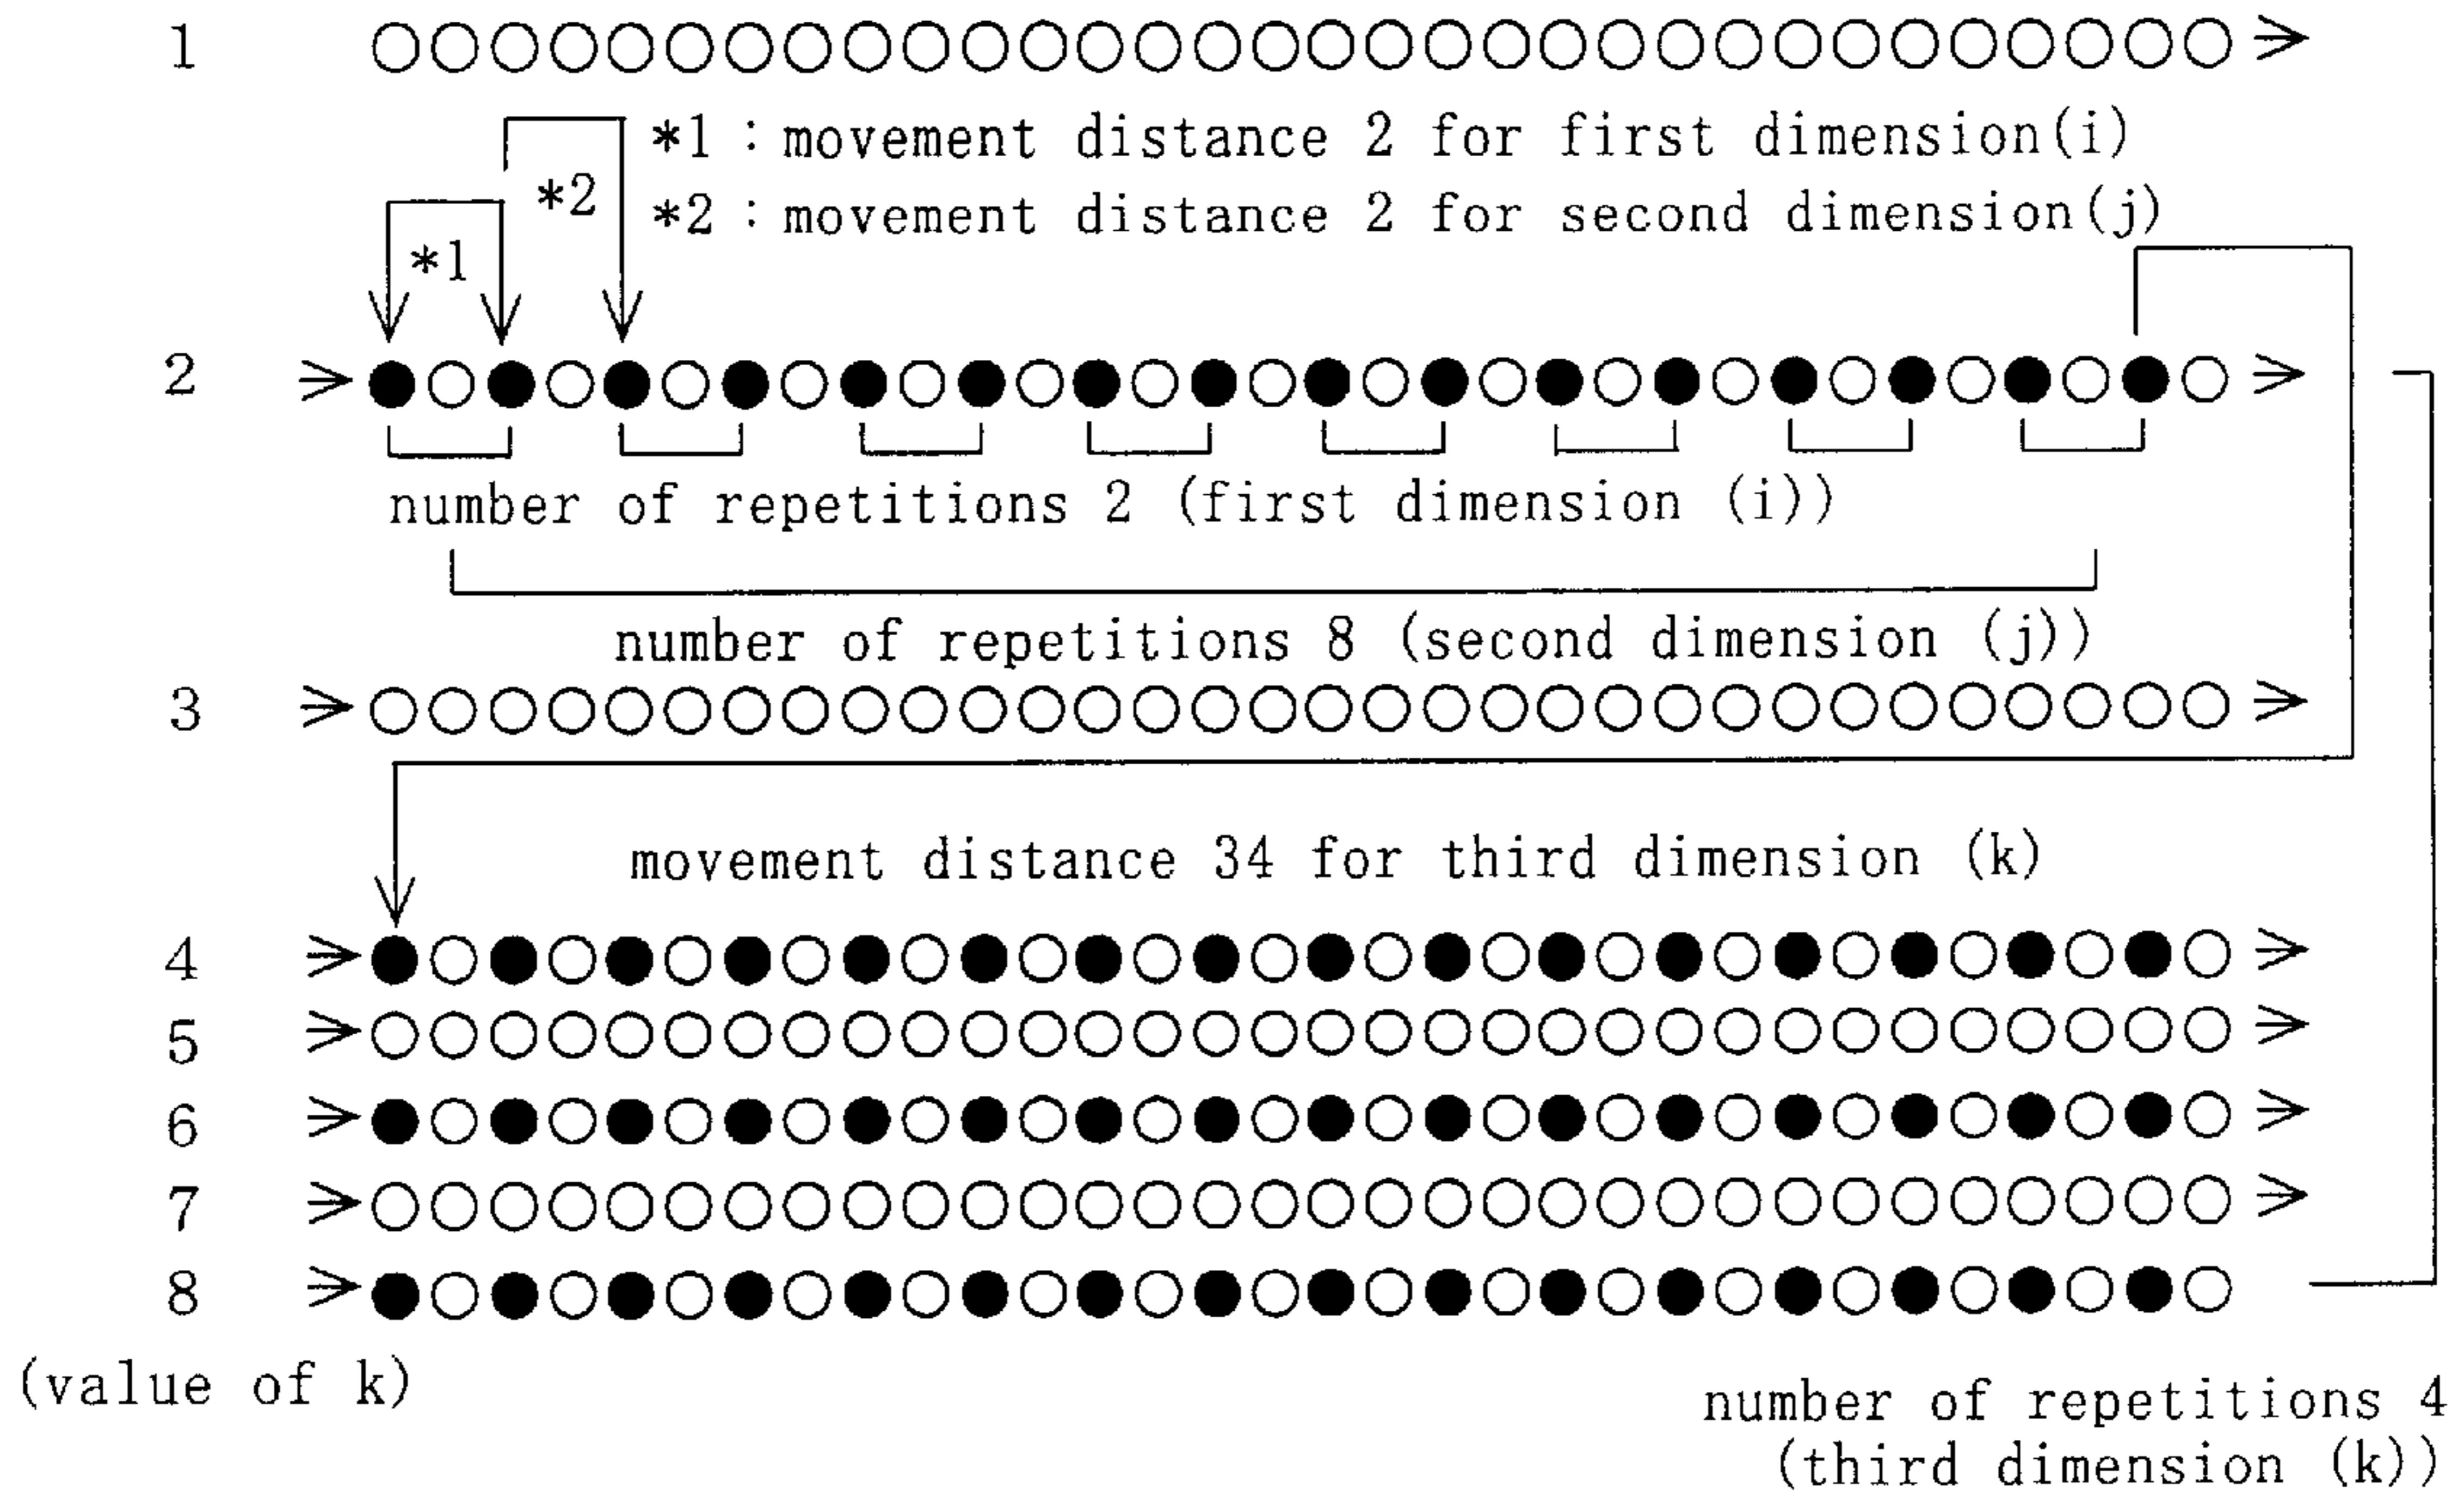 1
*1 : movement distance 2 for first dimension(i)
*2
*2 : movement distance 2 for second dimension(j)
*1
2
number of repetitions 2 (first dimension (i))
number of repetitions 8 (second dimension (j))
3
movement distance 34 for third dimension (k)
4
5
6
7
8
(value of k)
number of repetitions 4
(third dimension (k))